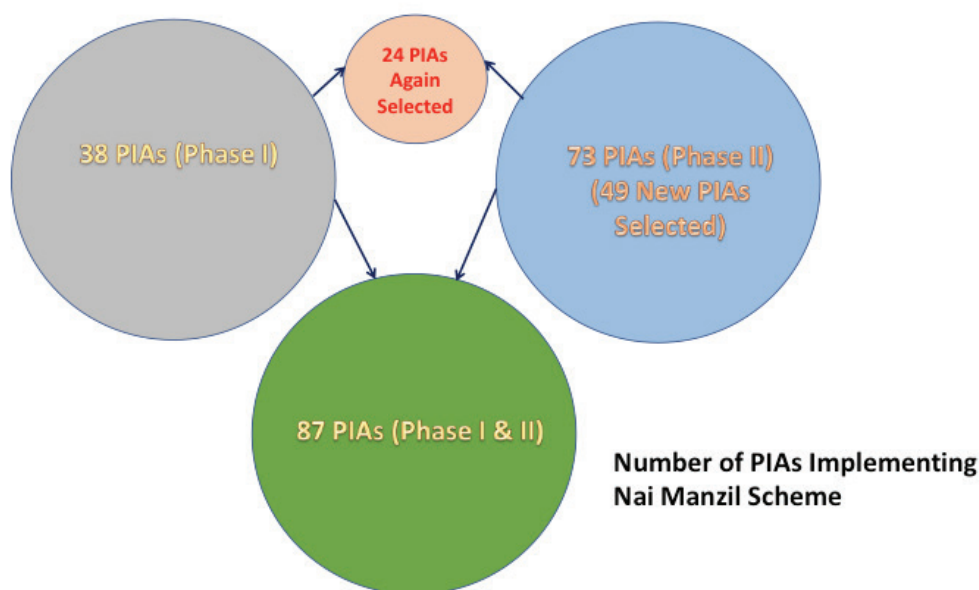 24 PIAs
Again
Selected
38 PIAs (Phase I)
73 PIAs (Phase II)
(49 New PIAs
Selected)
87 PIAs (Phase I & II)
Number of PIAs Implementing
Nai Manzil Scheme